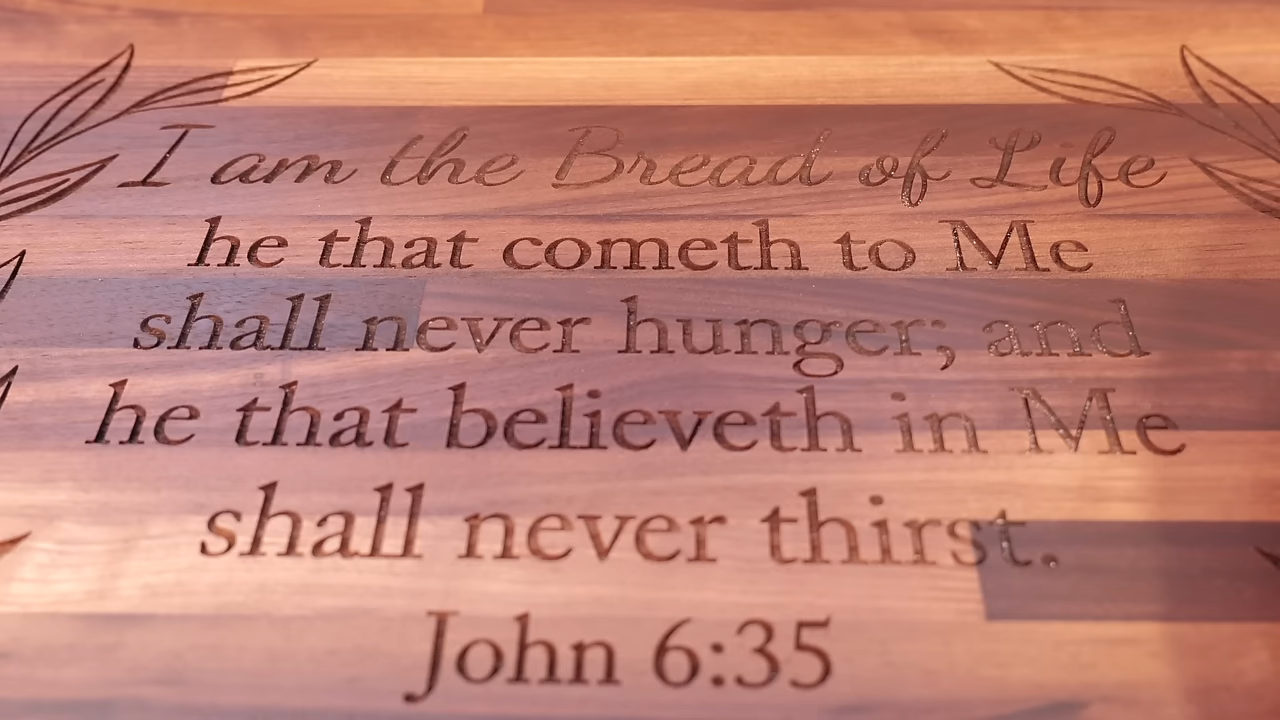 I am the Bread of Life
he that cometh to Me
shall never hunger; and
he that believeth in Me
shall never thirst.
John 6:35